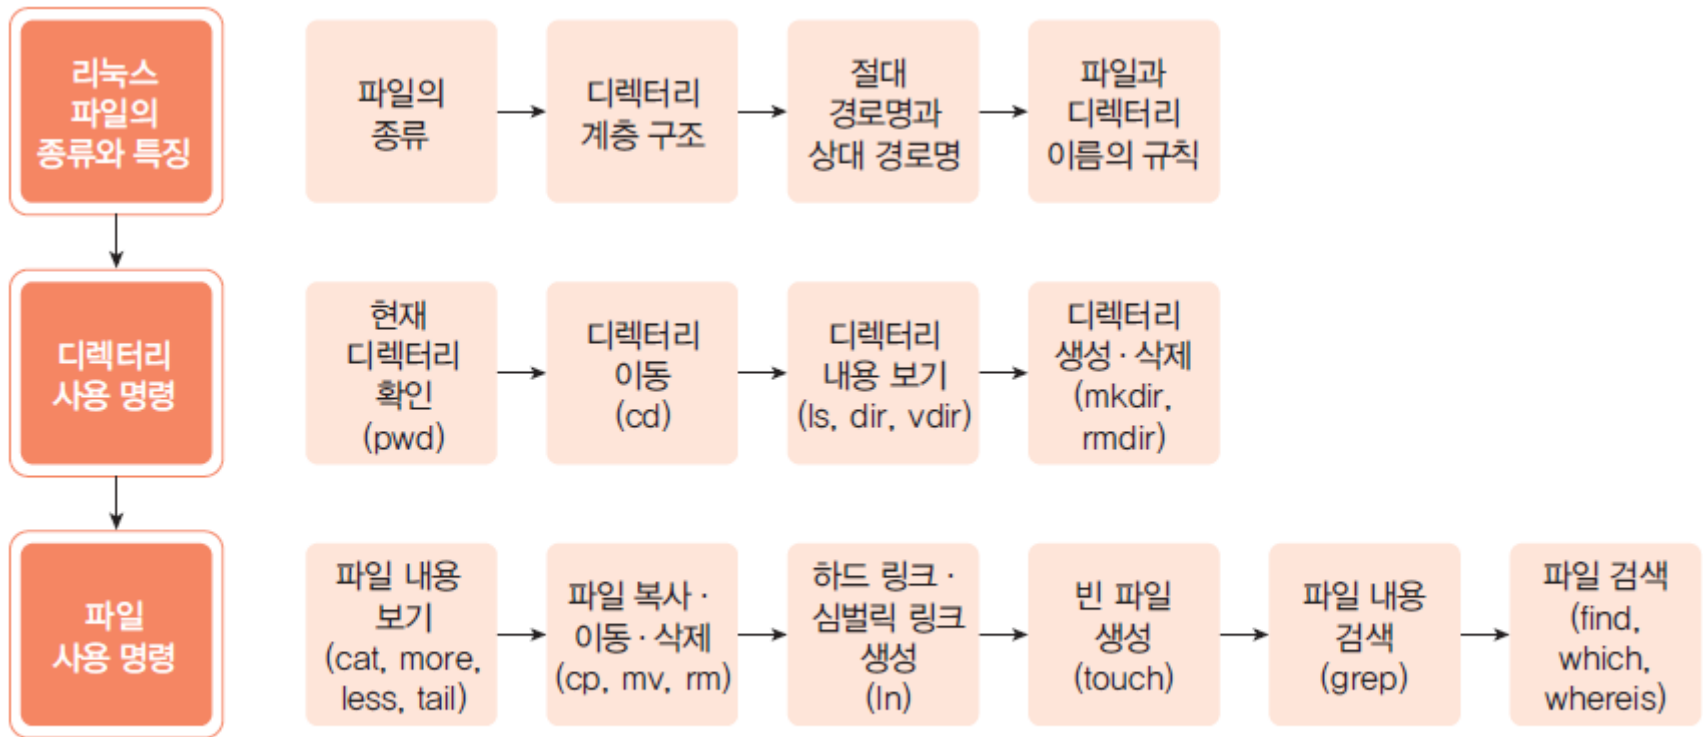 리눅스
파일의
종류와 특징
파일의
종류
디렉터리
계층 구조
절대
경로명과
상대 경로명
파일과
디렉터리
이름의 규칙
디렉터리
사용 명령
현재
디렉터리
확인
(pwd)
디렉터리
이동
(cd)
디렉터리
내용 보기
(ls, dir, vdir)
디렉터리
생성 · 삭제
(mkdir,
rmdir)
파일
사용 명령
파일 내용
보기
(cat, more,
less, tail)
파일 복사 ·
이동 · 삭제
(cp, mv, rm)
하드 링크 ·
심벌릭 링크
생성
(ln)
빈 파일
생성
(touch)
파일 내용
검색
(grep)
파일 검색
(find,
which,
whereis)